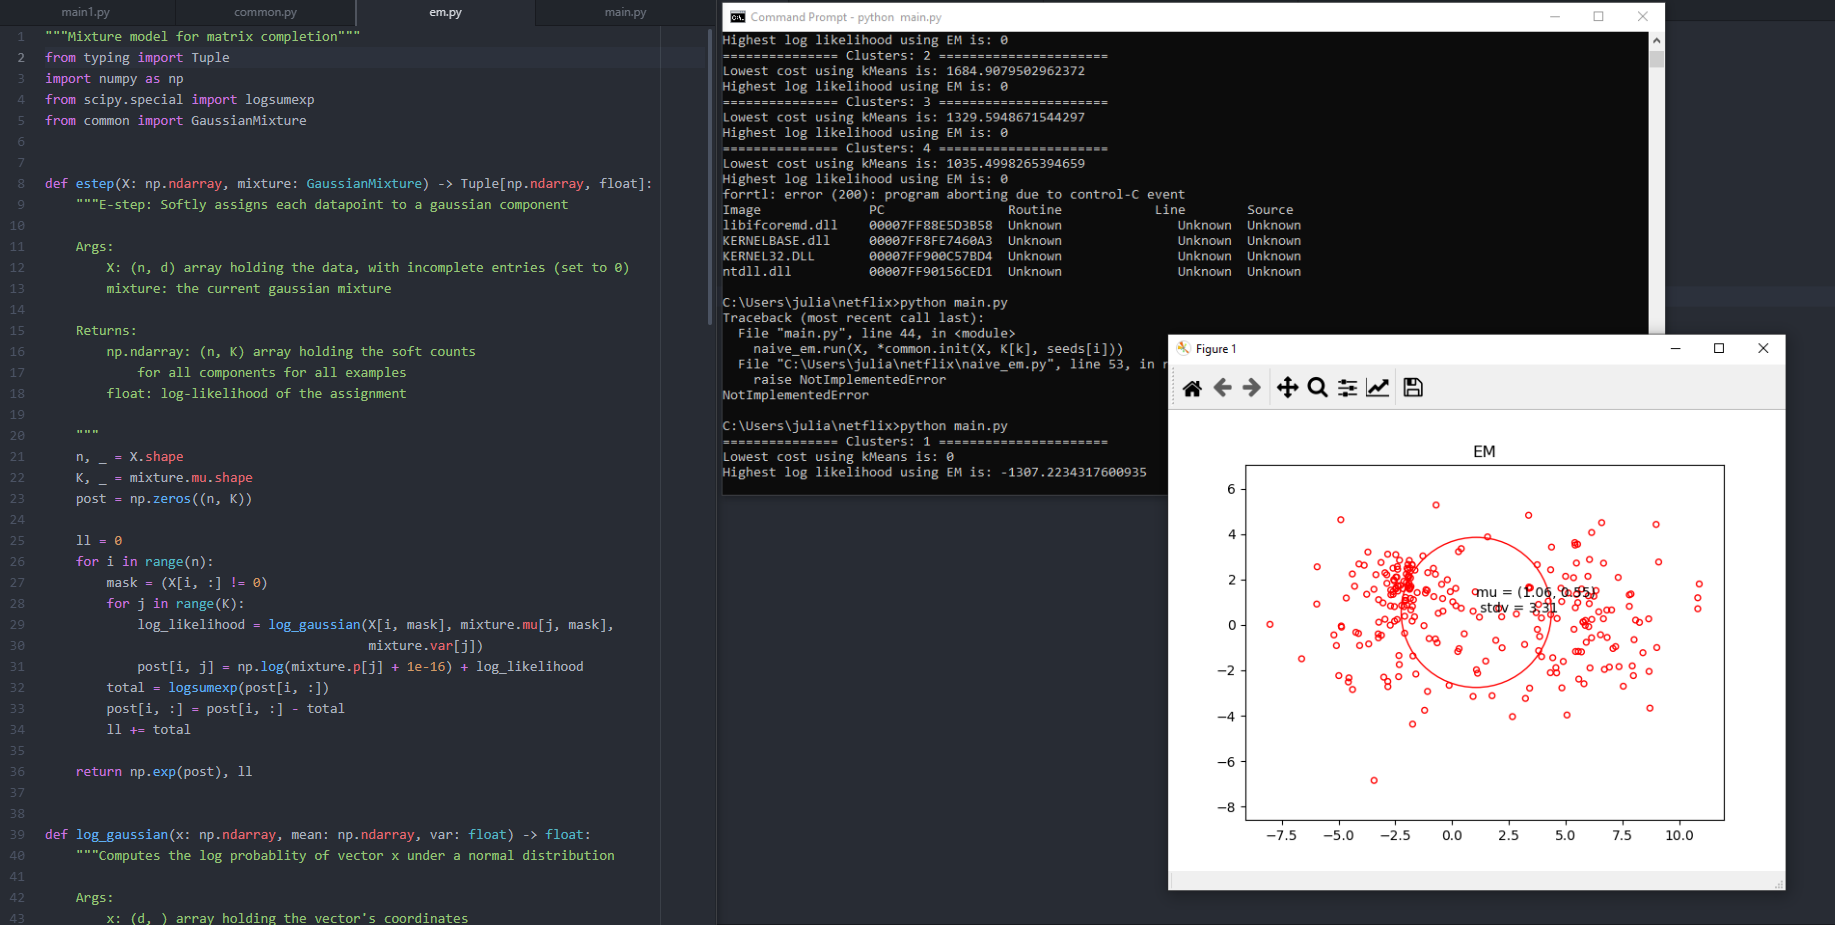 main1.py
common.py
em.py
main.py
1 """Mixture model for matrix completion"""
2 from typing import Tuple
3 import numpy as np
4 from scipy.special import logsumexp
5 from common import GaussianMixture
6
7
8 def estep(X: np.ndarray, mixture: GaussianMixture) -> Tuple[np.ndarray, float]:
9 """E-step: Softly assigns each datapoint to a gaussian component
10
11 Args:
12 X: (n, d) array holding the data, with incomplete entries (set to 0)
13 mixture: the current gaussian mixture
14
15 Returns:
16 np.ndarray: (n, K) array holding the soft counts
17 for all components for all examples
18 float: log-likelihood of the assignment
19
20 """
21 n, _ = X.shape
22 K, _ = mixture.mu.shape
23 post = np.zeros((n, K))
24
25 ll = 0
26 for i in range(n):
27 mask = (X[i, :] != 0)
28 for j in range(K):
29 log_likelihood = log_gaussian(X[i, mask], mixture.mu[j, mask],
30 mixture.var[j])
31 post[i, j] = np.log(mixture.p[j] + 1e-16) + log_likelihood
32 total = logsumexp(post[i, :])
33 post[i, :] = post[i, :] - total
34 ll += total
35
36 return np.exp(post), ll
37
38
39 def log_gaussian(x: np.ndarray, mean: np.ndarray, var: float) -> float:
40 """Computes the log probablity of vector x under a normal distribution
41
42 Args:
43 x: (d, ) array holding the vector's coordinates
Command Prompt - python main.py
Highest log likelihood using EM is: 0
=============== Clusters: 2 ======================
Lowest cost using kMeans is: 1684.9079502962372
Highest log likelihood using EM is: 0
=============== Clusters: 3 ======================
Lowest cost using kMeans is: 1329.5948671544297
Highest log likelihood using EM is: 0
=============== Clusters: 4 ======================
Lowest cost using kMeans is: 1035.4998265394659
Highest log likelihood using EM is: 0
forrtl: error (200): program aborting due to control-C event
Image PC Routine Line Source
libifcoremd.dll 00007FF88E5D3B58 Unknown Unknown Unknown
KERNELBASE.dll 00007FF8FE7460A3 Unknown Unknown Unknown
KERNEL32.DLL 00007FF900C57BD4 Unknown Unknown Unknown
ntdll.dll 00007FF90156CED1 Unknown Unknown Unknown
C:\Users\julia\netflix>python main.py
Traceback (most recent call last):
File "main.py", line 44, in <module>
naive_em.run(X, *common.init(X, K[k], seeds[i]))
File "C:\Users\julia\netflix\naive_em.py", line 53, in r
raise NotImplementedError
NotImplementedError
C:\Users\julia\netflix>python main.py
=============== Clusters: 1 ======================
Lowest cost using kMeans is: 0
Highest log likelihood using EM is: -1307.2234317600935
Figure 1
EM
6
4
2
0
−2
−4
−6
−8
mu = (1.06, 0.55)
stdv = 3.31
−7.5 −5.0 −2.5 0.0 2.5 5.0 7.5 10.0